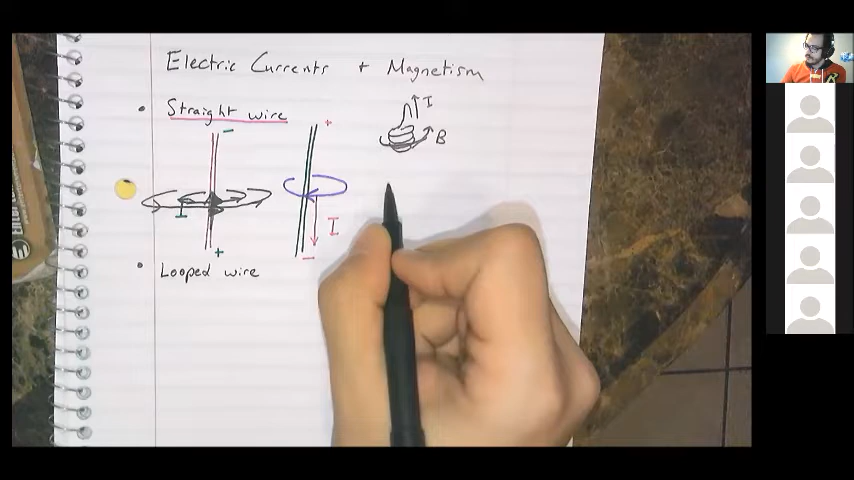 Electric Currents + Magnetism
• Straight wire
I
B
−
+
I
I
+
−
• Looped wire